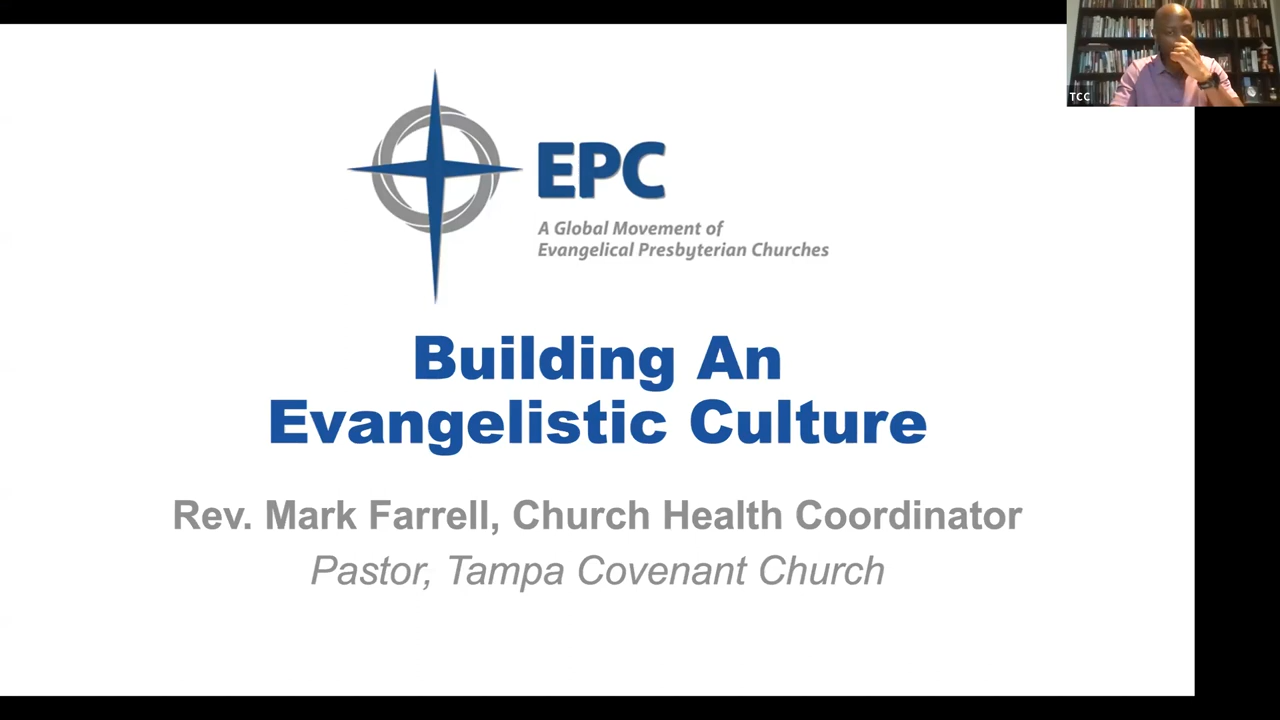 TCC
EPC
A Global Movement of
Evangelical Presbyterian Churches
Building An
Evangelistic Culture
Rev. Mark Farrell, Church Health Coordinator
Pastor, Tampa Covenant Church